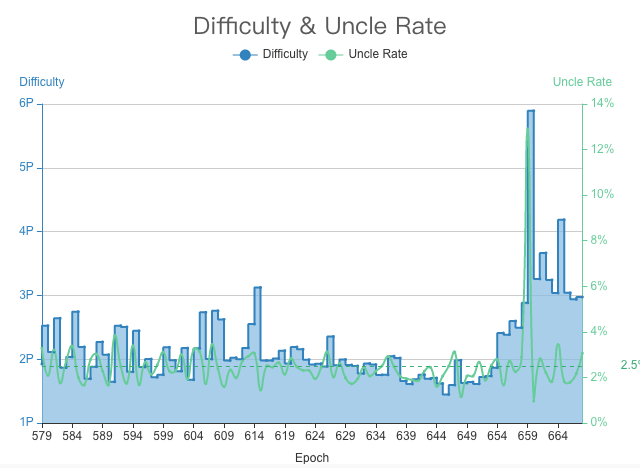 Difficulty & Uncle Rate
Difficulty Uncle Rate
Difficulty Uncle Rate
6P 14%
12%
5P
10%
4P
8%
3P 6%
4%
2P 2.5%
2%
1P 0%
579 584 589 594 599 604 609 614 619 624 629 634 639 644 649 654 659 664
Epoch